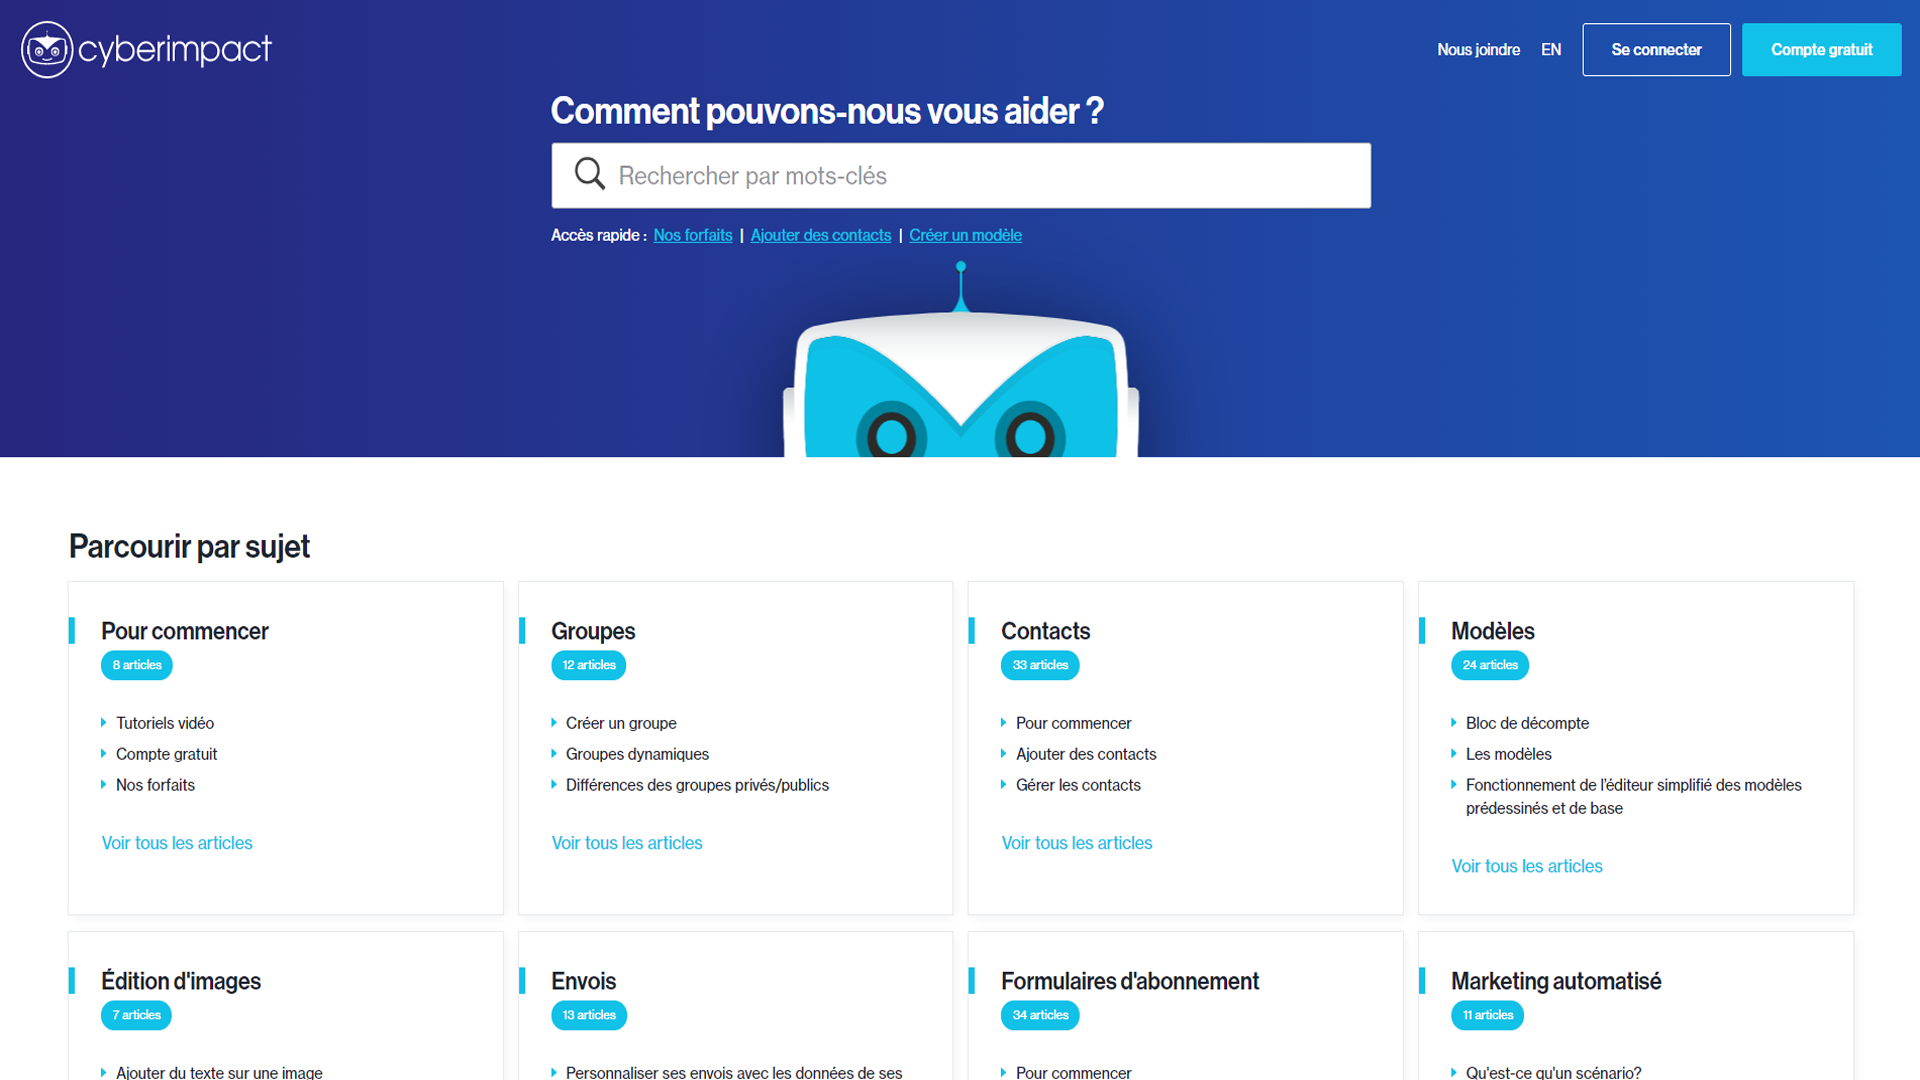 cyberimpact
Nous joindre
EN
Se connecter
Compte gratuit
Comment pouvons-nous vous aider ?
Rechercher par mots-clés
Accès rapide : Nos forfaits | Ajouter des contacts | Créer un modèle
Parcourir par sujet
Pour commencer
8 articles
Tutoriels vidéo
Compte gratuit
Nos forfaits
Voir tous les articles
Groupes
12 articles
Créer un groupe
Groupes dynamiques
Différences des groupes privés/publics
Voir tous les articles
Contacts
33 articles
Pour commencer
Ajouter des contacts
Gérer les contacts
Voir tous les articles
Modèles
24 articles
Bloc de décompte
Les modèles
Fonctionnement de l'éditeur simplifié des modèles
prédessinés et de base
Voir tous les articles
Édition d'images
7 articles
Ajouter du texte sur une image
Envois
13 articles
Personnaliser ses envois avec les données de ses
Formulaires d'abonnement
34 articles
Pour commencer
Marketing automatisé
11 articles
Qu'est-ce qu'un scénario?